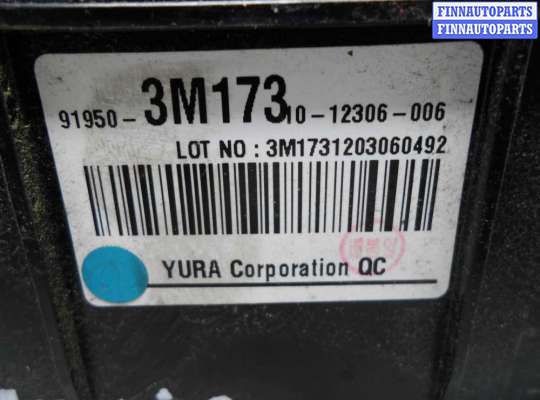 FINNAUTOPARTS
FINNAUTOPARTS
91950-3M173 10-12306-006
LOT NO : 3M1731203060492
YURA Corporation QC